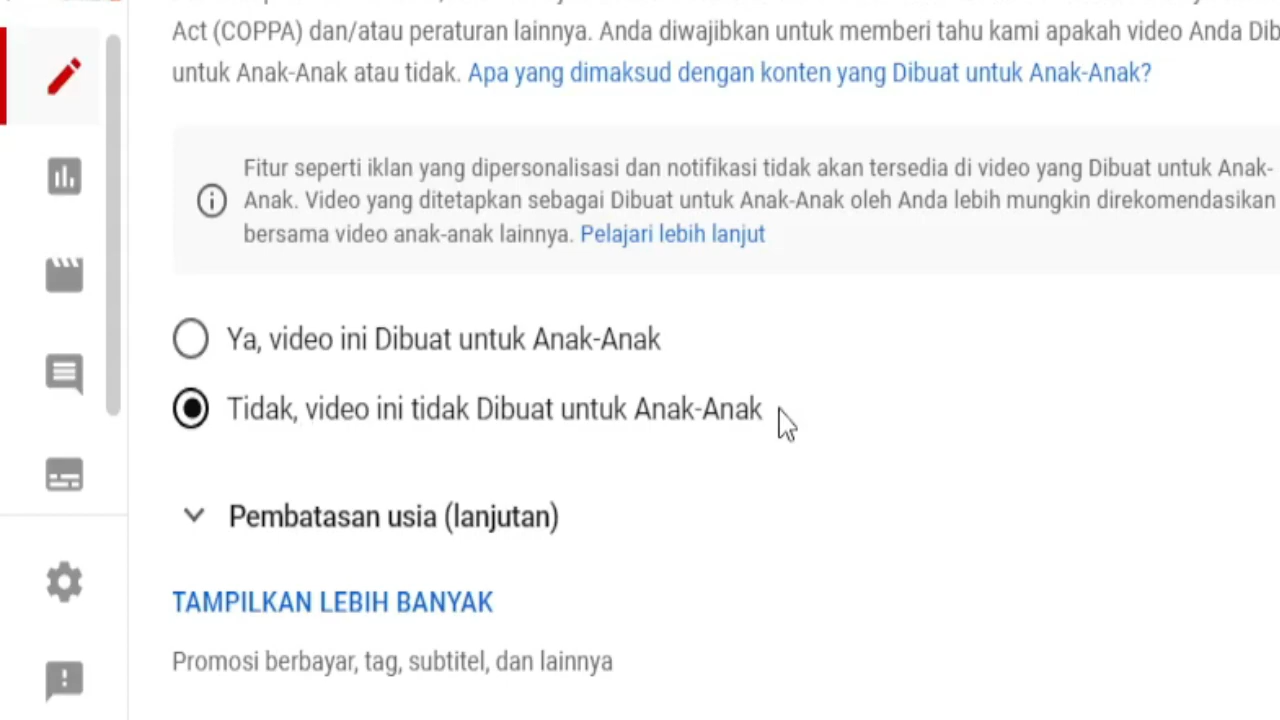 Act (COPPA) dan/atau peraturan lainnya. Anda diwajibkan untuk memberi tahu kami apakah video Anda Dib
untuk Anak-Anak atau tidak. Apa yang dimaksud dengan konten yang Dibuat untuk Anak-Anak?
Fitur seperti iklan yang dipersonalisasi dan notifikasi tidak akan tersedia di video yang Dibuat untuk Anak-
Anak. Video yang ditetapkan sebagai Dibuat untuk Anak-Anak oleh Anda lebih mungkin direkomendasikan
bersama video anak-anak lainnya. Pelajari lebih lanjut
Ya, video ini Dibuat untuk Anak-Anak
Tidak, video ini tidak Dibuat untuk Anak-Anak
Pembatasan usia (lanjutan)
TAMPILKAN LEBIH BANYAK
Promosi berbayar, tag, subtitel, dan lainnya